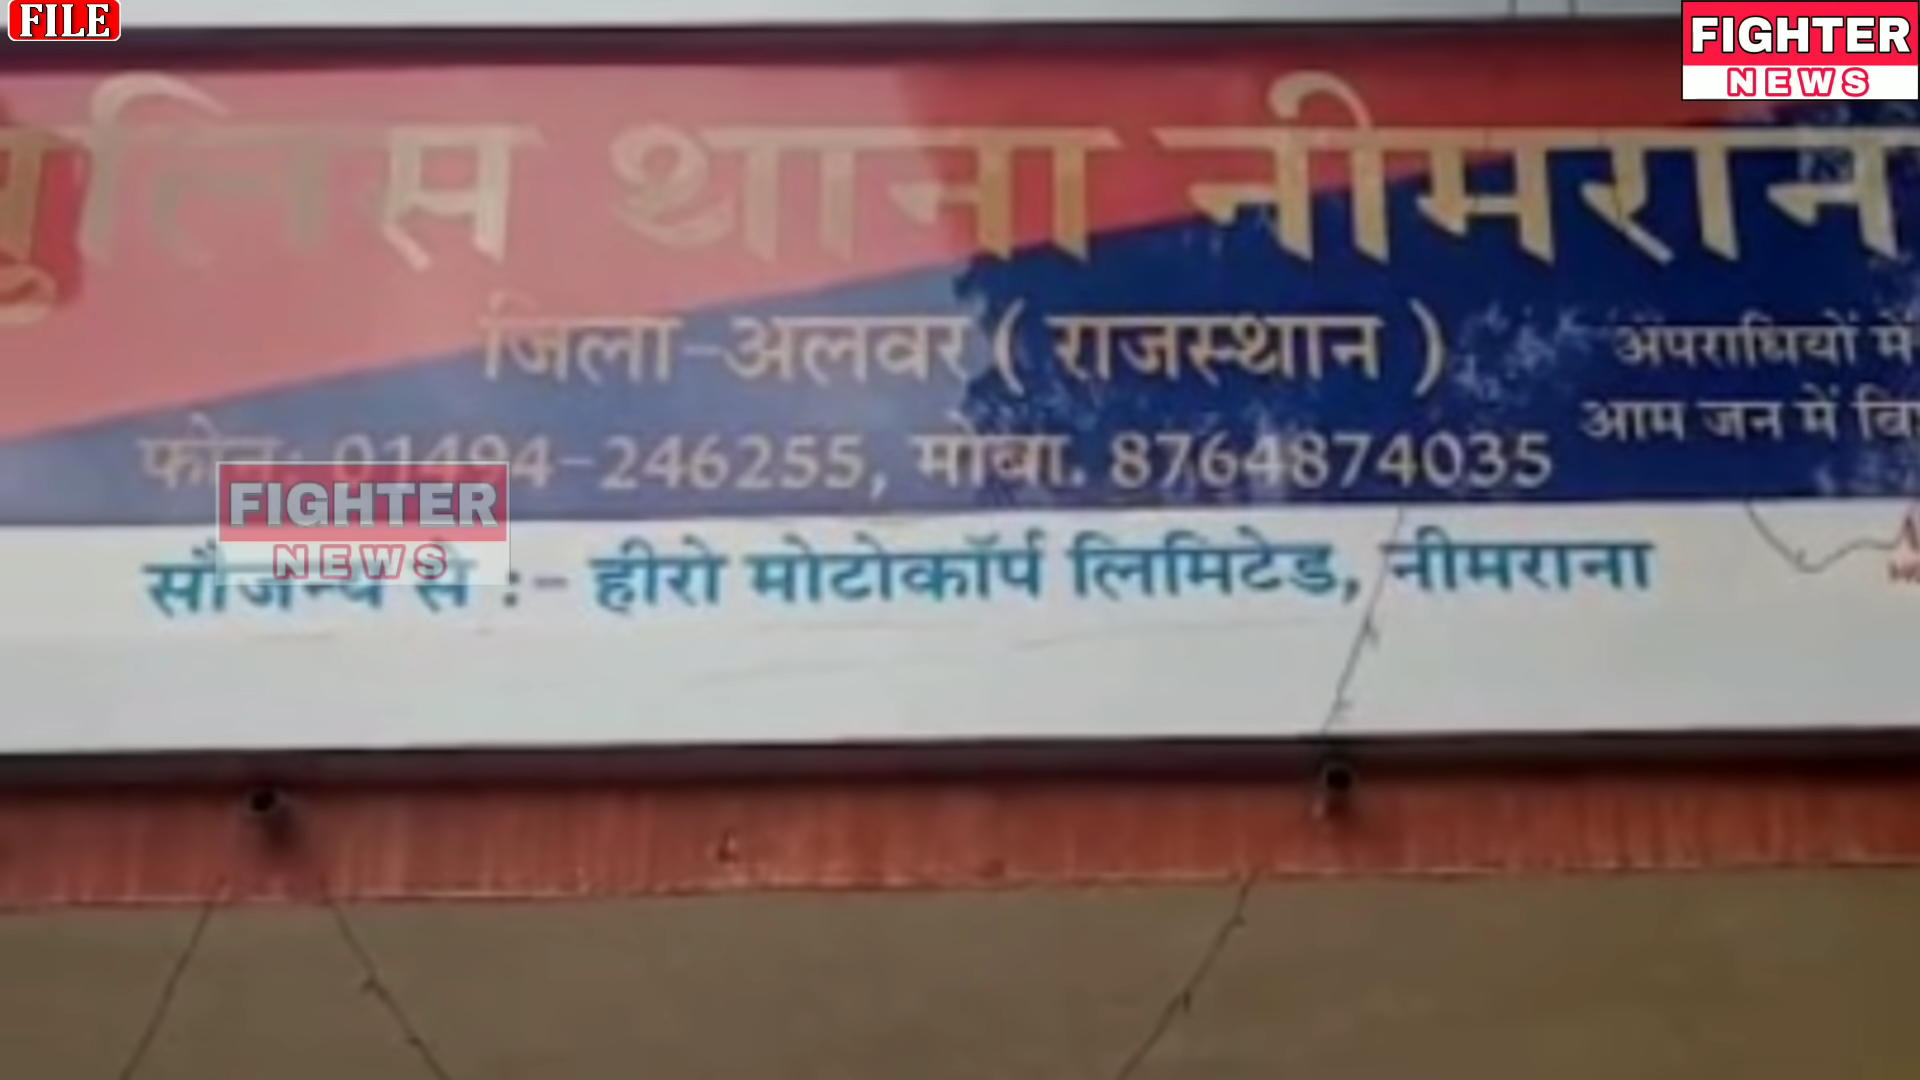 FILE
FIGHTER
NEWS
पुलिस थाना नीमरान
जिला-अलवर ( राजस्थान )
अपराधियों में
आम जन में वि
फोन: 01494-246255, मोबा. 8764874035
FIGHTER
NEWS
सौजन्य से :- हीरो मोटोकॉर्प लिमिटेड, नीमराना